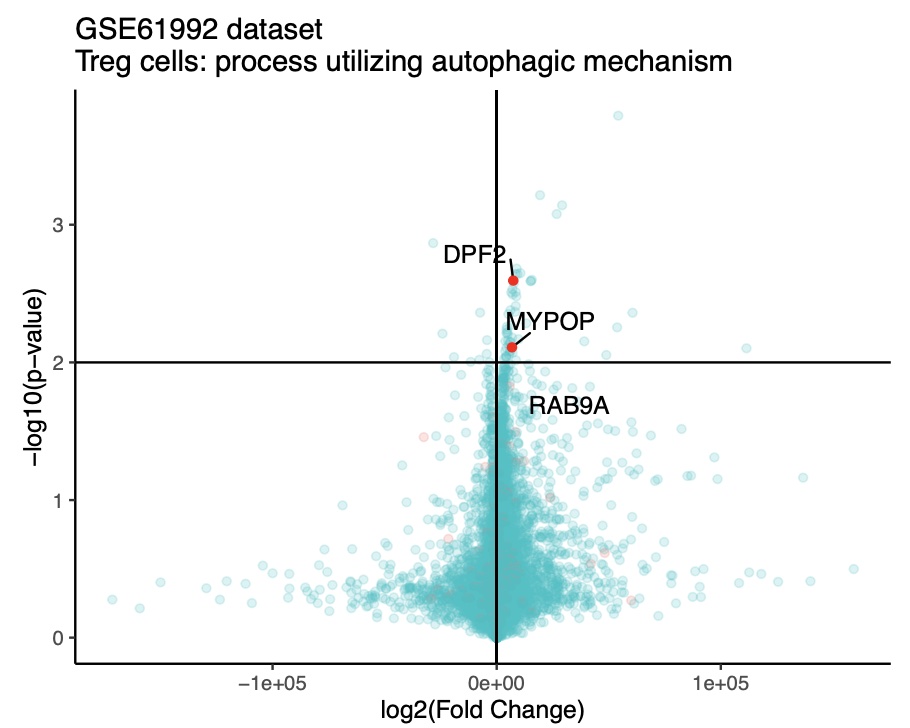 GSE61992 dataset
Treg cells: process utilizing autophagic mechanism
−log10(p−value)
3
2
1
0
DPF2
MYPOP
RAB9A
−1e+05
0e+00
1e+05
log2(Fold Change)